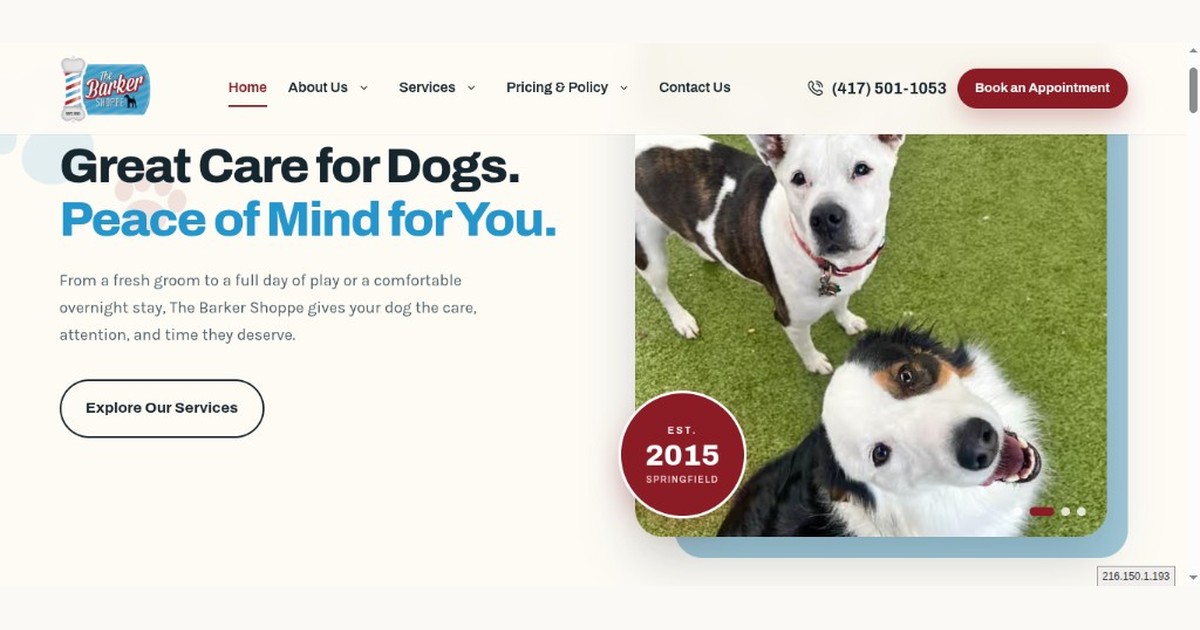 The
Barker
SHOPPE
Home
About Us
Services
Pricing & Policy
Contact Us
(417) 501-1053
Book an Appointment
Great Care for Dogs.
Peace of Mind for You.
From a fresh groom to a full day of play or a comfortable
overnight stay, The Barker Shoppe gives your dog the care,
attention, and time they deserve.
Explore Our Services
EST.
2015
SPRINGFIELD
216.150.1.193